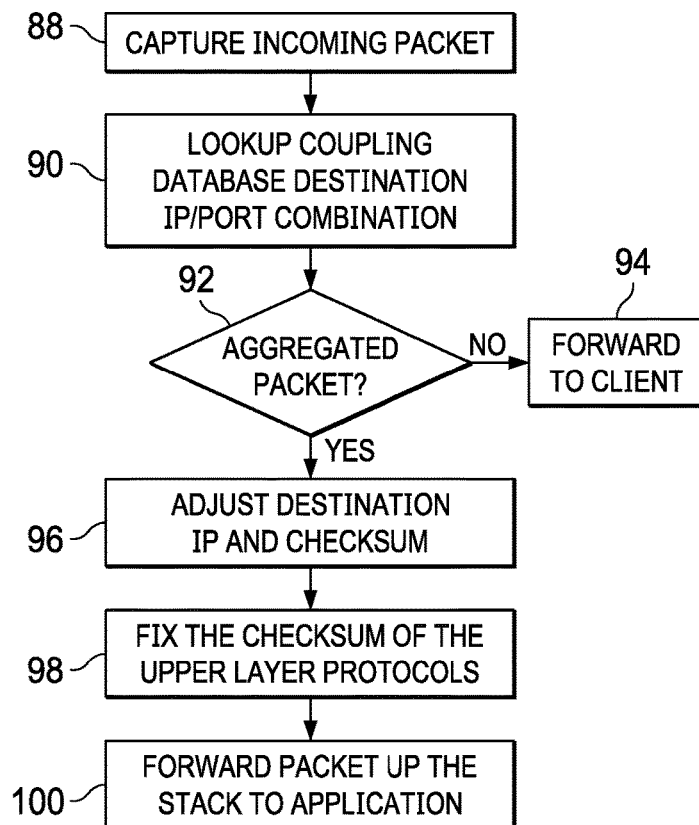 88
CAPTURE INCOMING PACKET
90
LOOKUP COUPLING
DATABASE DESTINATION
IP/PORT COMBINATION
92
AGGREGATED
PACKET?
NO
94
FORWARD
TO CLIENT
YES
96
ADJUST DESTINATION
IP AND CHECKSUM
98
FIX THE CHECKSUM OF THE
UPPER LAYER PROTOCOLS
100
FORWARD PACKET UP THE
STACK TO APPLICATION